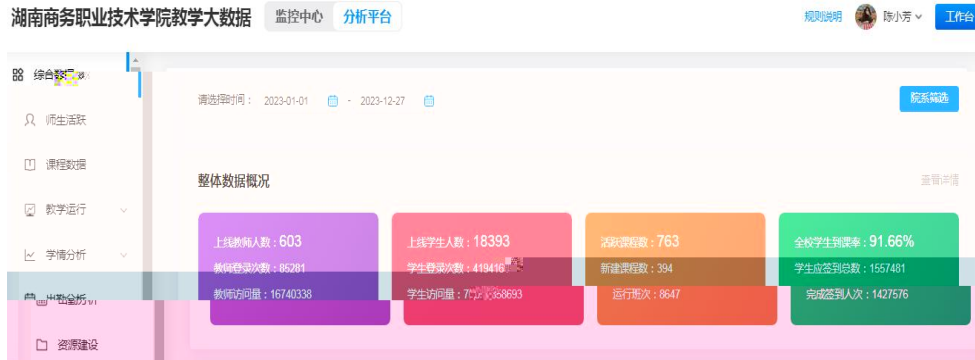 湖南商务职业技术学院教学大数据 监控中心 分析平台 规则说明 陈小芳 工作台
综合数据
请选择时间： 2023-01-01 - 2023-12-27 院系筛选
师生活跃
课程数据
整体数据概况 查看详情
教学运行
上线教师人数：603 上线学生人数：18393 活跃课程数：763 全校学生到课率：91.66%
学情分析
教师登录次数：85281 学生登录次数：419416 新建课程数：394 学生应签到总数：1557481
教师访问量：16740338 学生访问量： 运行班次：8647 完成签到人次：1427576
出勤分析
资源建设